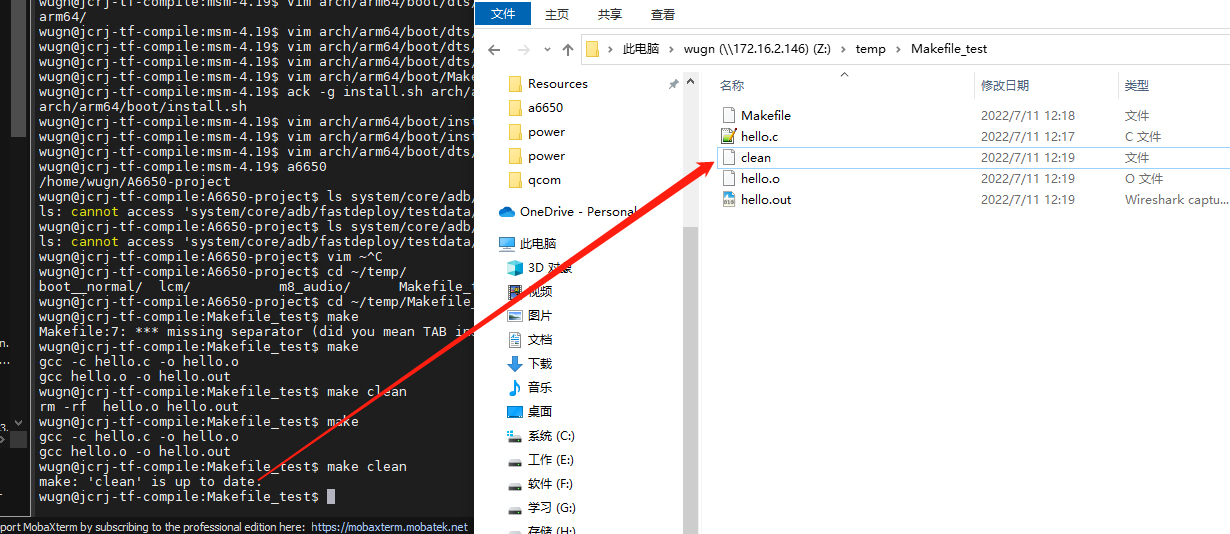 wugn@jcrj-tf-compile:msm-4.19$ vim arch/arm64/boot/dts/
arm64/
wugn@jcrj-tf-compile:msm-4.19$ vim arch/arm64/boot/dts/
wugn@jcrj-tf-compile:msm-4.19$ vim arch/arm64/boot/dts/
wugn@jcrj-tf-compile:msm-4.19$ vim arch/arm64/boot/dts/
wugn@jcrj-tf-compile:msm-4.19$ vim arch/arm64/boot/Mak
wugn@jcrj-tf-compile:msm-4.19$ ack -g install.sh arch/a
arch/arm64/boot/install.sh
wugn@jcrj-tf-compile:msm-4.19$ vim arch/arm64/boot/inst
wugn@jcrj-tf-compile:msm-4.19$ vim arch/arm64/boot/inst
wugn@jcrj-tf-compile:msm-4.19$ vim arch/arm64/boot/dts/
wugn@jcrj-tf-compile:msm-4.19$ a6650
/home/wugn/A6650-project
wugn@jcrj-tf-compile:A6650-project$ ls system/core/adb/
ls: cannot access 'system/core/adb/fastdeploy/testdata/
wugn@jcrj-tf-compile:A6650-project$ ls system/core/adb/
ls: cannot access 'system/core/adb/fastdeploy/testdata/
wugn@jcrj-tf-compile:A6650-project$ vim ~^C
wugn@jcrj-tf-compile:A6650-project$ cd ~/temp/
boot__normal/ lcm/ m8_audio/ Makefile_
wugn@jcrj-tf-compile:A6650-project$ cd ~/temp/Makefile_
wugn@jcrj-tf-compile:Makefile_test$ make
Makefile:7: *** missing separator (did you mean TAB in
wugn@jcrj-tf-compile:Makefile_test$ make
gcc -c hello.c -o hello.o
gcc hello.o -o hello.out
wugn@jcrj-tf-compile:Makefile_test$ make clean
rm -rf  hello.o hello.out
wugn@jcrj-tf-compile:Makefile_test$ make
gcc -c hello.c -o hello.o
gcc hello.o -o hello.out
wugn@jcrj-tf-compile:Makefile_test$ make clean
make: 'clean' is up to date.
wugn@jcrj-tf-compile:Makefile_test$
port MobaXterm by subscribing to the professional edition here: https://mobaxterm.mobatek.net
n.
...
3.
文件 主页 共享 查看
此电脑 › wugn (\\172.16.2.146) (Z:) › temp › Makefile_test
Resources
a6650
power
power
qcom
OneDrive - Personal
此电脑
3D 对象
视频
图片
文档
下载
音乐
桌面
系统 (C:)
工作 (E:)
软件 (F:)
学习 (G:)
存储 (H:)
名称 修改日期 类型
Makefile 2022/7/11 12:18 文件
hello.c 2022/7/11 12:17 C 文件
clean 2022/7/11 12:19 文件
hello.o 2022/7/11 12:19 O 文件
hello.out 2022/7/11 12:19 Wireshark captu...